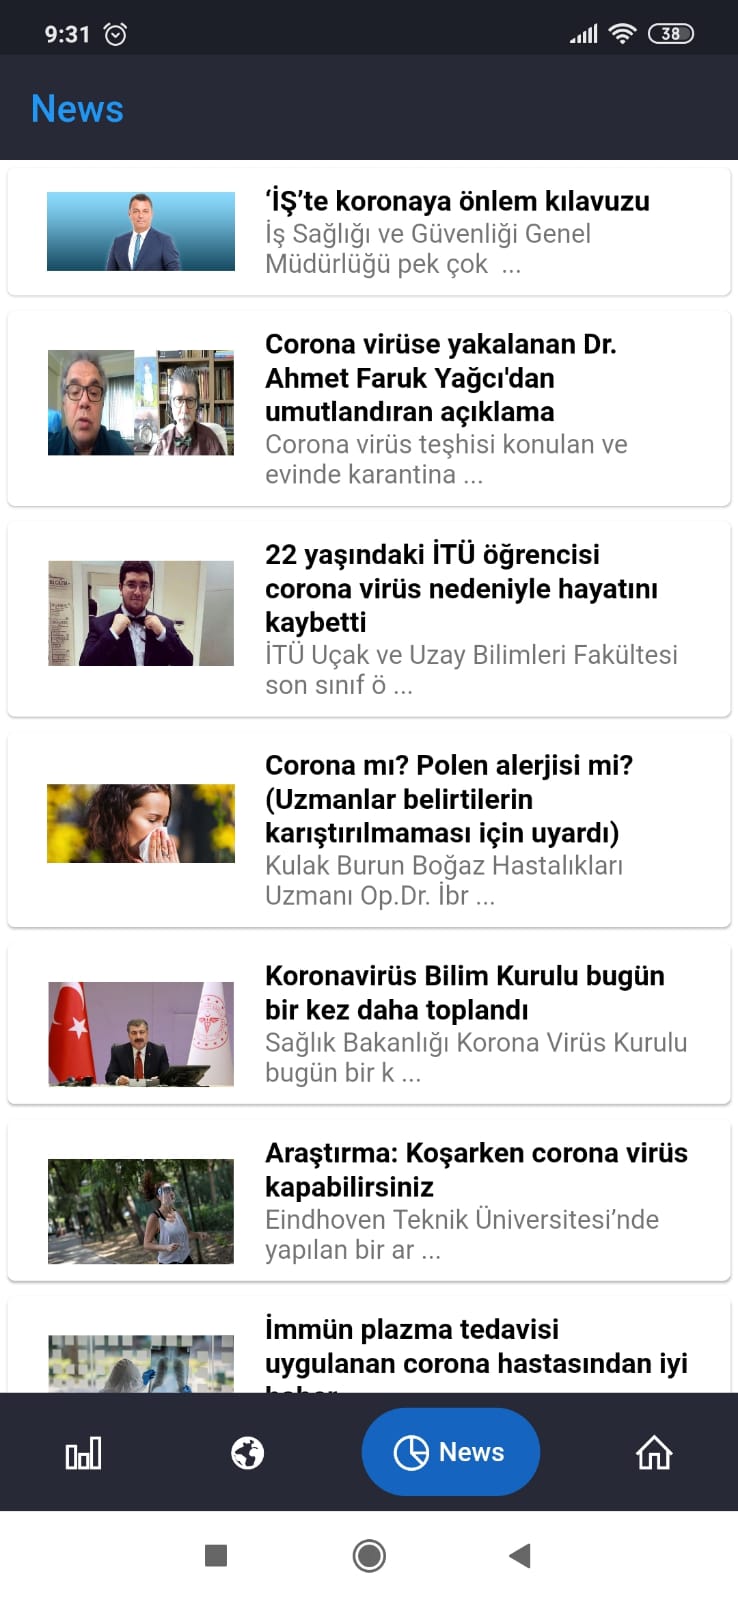 9:31
38
News
‘İŞ’te koronaya önlem kılavuzu
İş Sağlığı ve Güvenliği Genel
Müdürlüğü pek çok ...
Corona virüse yakalanan Dr.
Ahmet Faruk Yağcı'dan
umutlandıran açıklama
Corona virüs teşhisi konulan ve
evinde karantina ...
22 yaşındaki İTÜ öğrencisi
corona virüs nedeniyle hayatını
kaybetti
İTÜ Uçak ve Uzay Bilimleri Fakültesi
son sınıf ö ...
Corona mı? Polen alerjisi mi?
(Uzmanlar belirtilerin
karıştırılmaması için uyardı)
Kulak Burun Boğaz Hastalıkları
Uzmanı Op.Dr. İbr ...
Koronavirüs Bilim Kurulu bugün
bir kez daha toplandı
Sağlık Bakanlığı Korona Virüs Kurulu
bugün bir k ...
Araştırma: Koşarken corona virüs
kapabilirsiniz
Eindhoven Teknik Üniversitesi’nde
yapılan bir ar ...
İmmün plazma tedavisi
uygulanan corona hastasından iyi
News